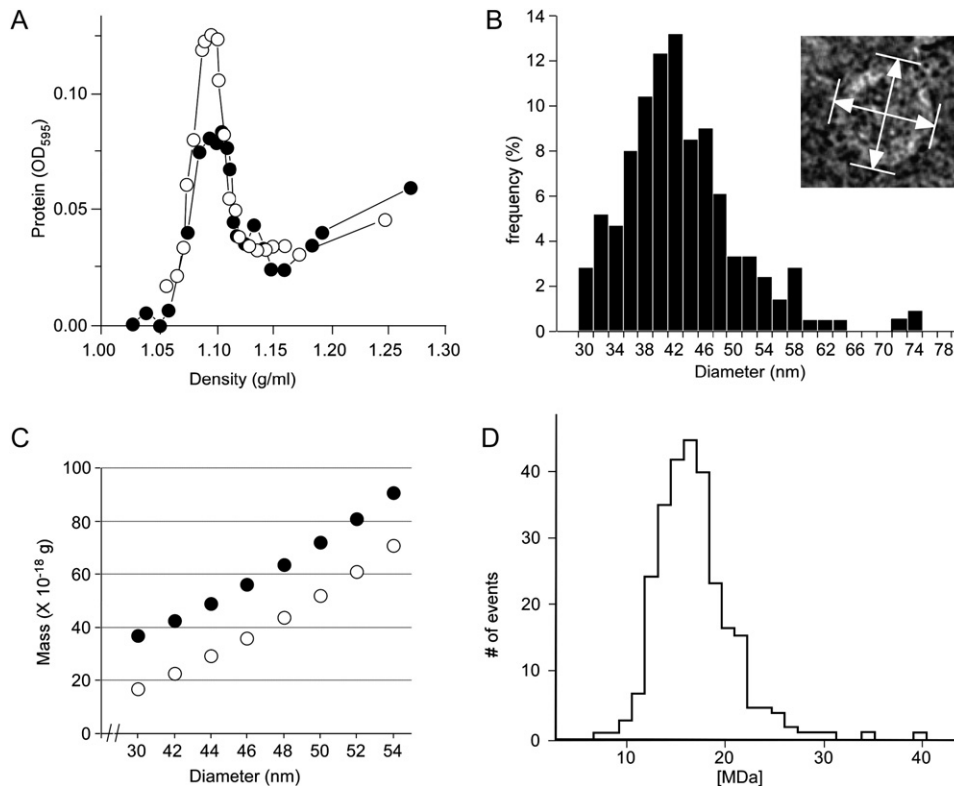 A
Protein (OD595)
0.10
0.05
0.00
1.00 1.05 1.10 1.15 1.20 1.25 1.30
Density (g/ml)
B
frequency (%)
14
12
10
8
6
4
2
0
30 34 38 42 46 50 54 58 62 66 70 74 78
Diameter (nm)
C
Mass (X 10-18 g)
100
80
60
40
20
0
30 42 44 46 48 50 52 54
Diameter (nm)
D
# of events
40
30
20
10
0
10 20 30 40
[MDa]